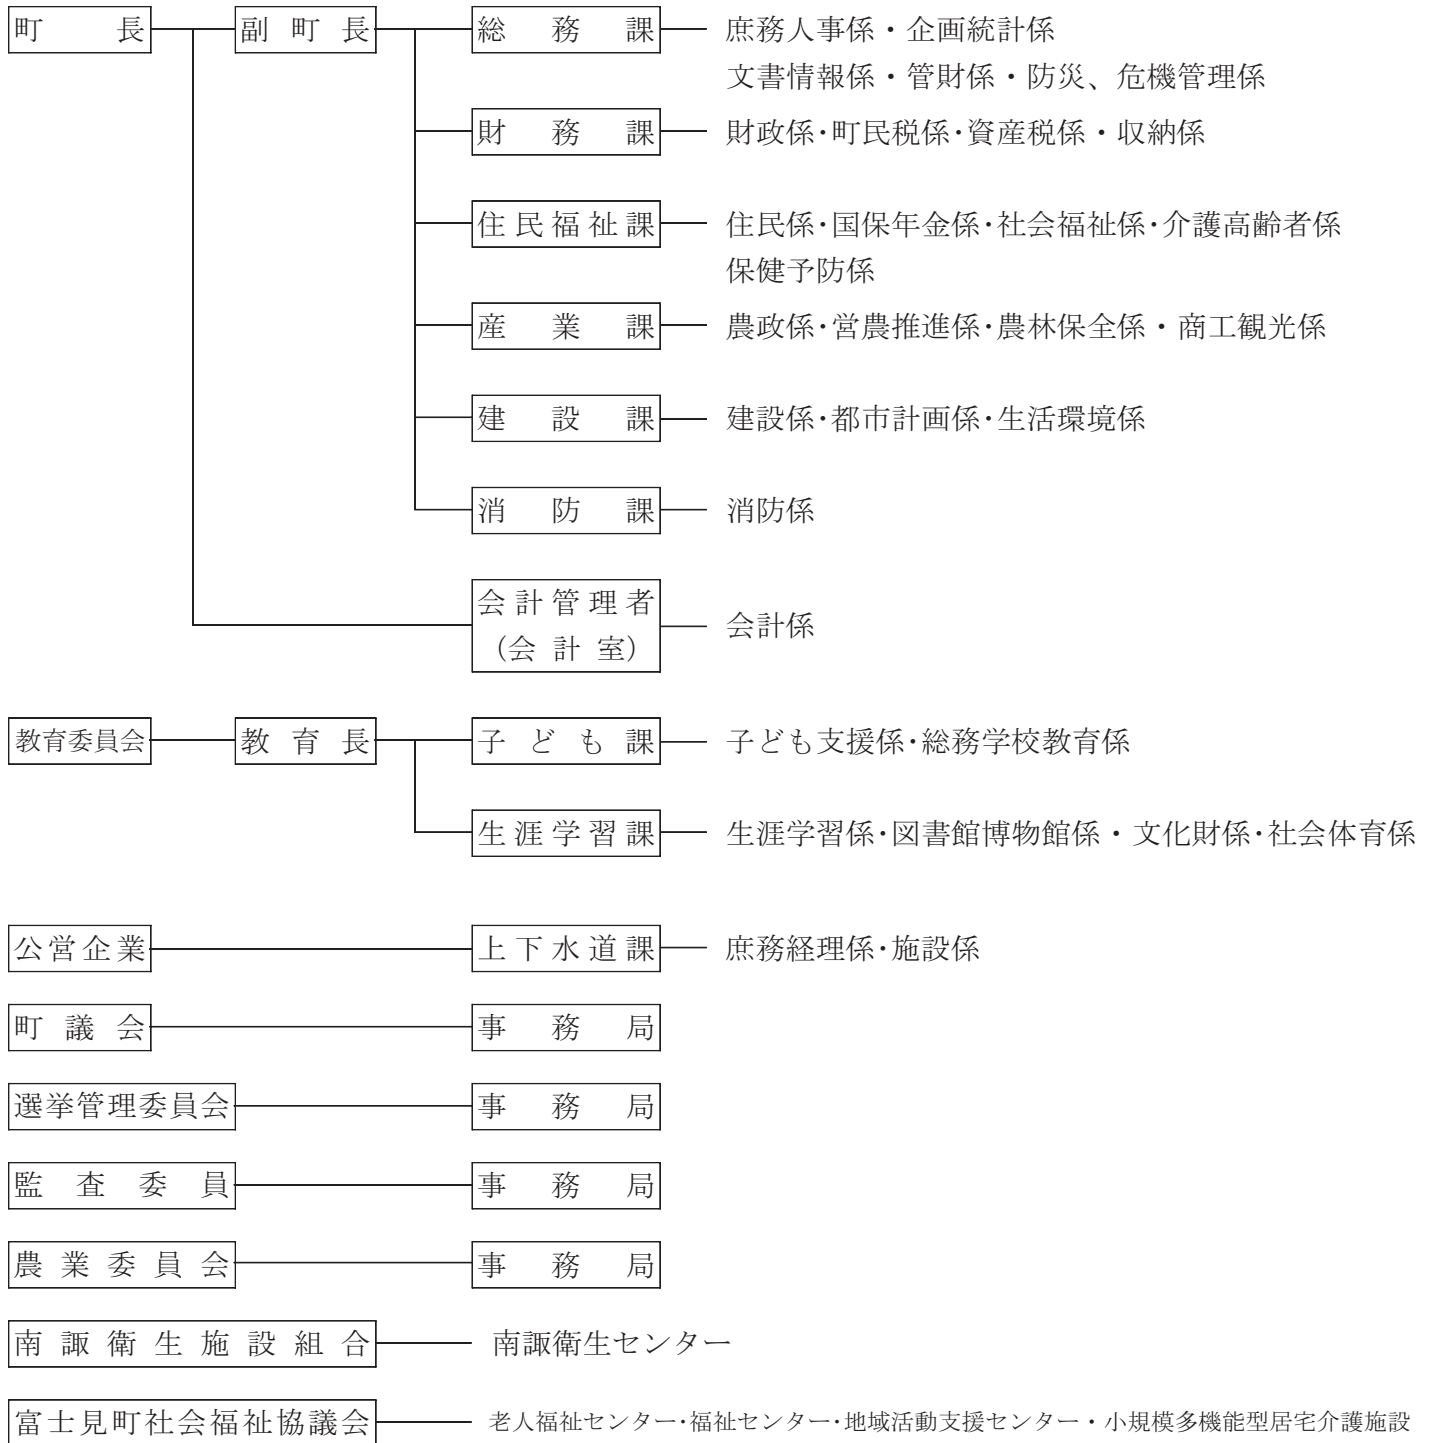 町長 副町長 総務課 庶務人事係・企画統計係
文書情報係・管財係・防災、危機管理係
財務課 財政係・町民税係・資産税係・収納係
住民福祉課 住民係・国保年金係・社会福祉係・介護高齢者係
保健予防係
産業課 農政係・営農推進係・農林保全係・商工観光係
建設課 建設係・都市計画係・生活環境係
消防課 消防係
会計管理者
(会計室) 会計係
教育委員会 教育長 子ども課 子ども支援係・総務学校教育係
生涯学習課 生涯学習係・図書館博物館係・文化財係・社会体育係
公営企業 上下水道課 庶務経理係・施設係
町議会 事務局
選挙管理委員会 事務局
監査委員 事務局
農業委員会 事務局
南諏衛生施設組合 南諏衛生センター
富士見町社会福祉協議会 老人福祉センター・福祉センター・地域活動支援センター・小規模多機能型居宅介護施設